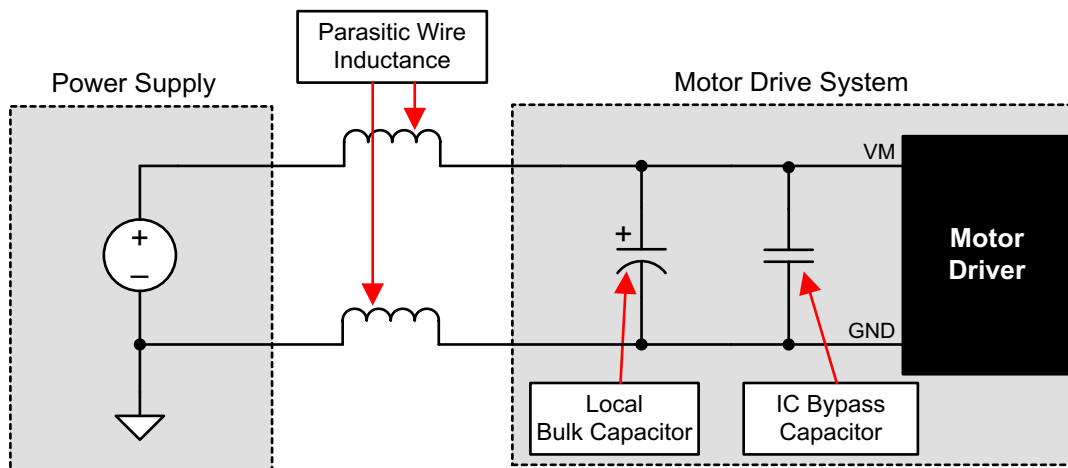 Parasitic Wire
Inductance
Power Supply
Motor Drive System
VM
+
−
+
Motor
Driver
GND
Local
Bulk Capacitor
IC Bypass
Capacitor